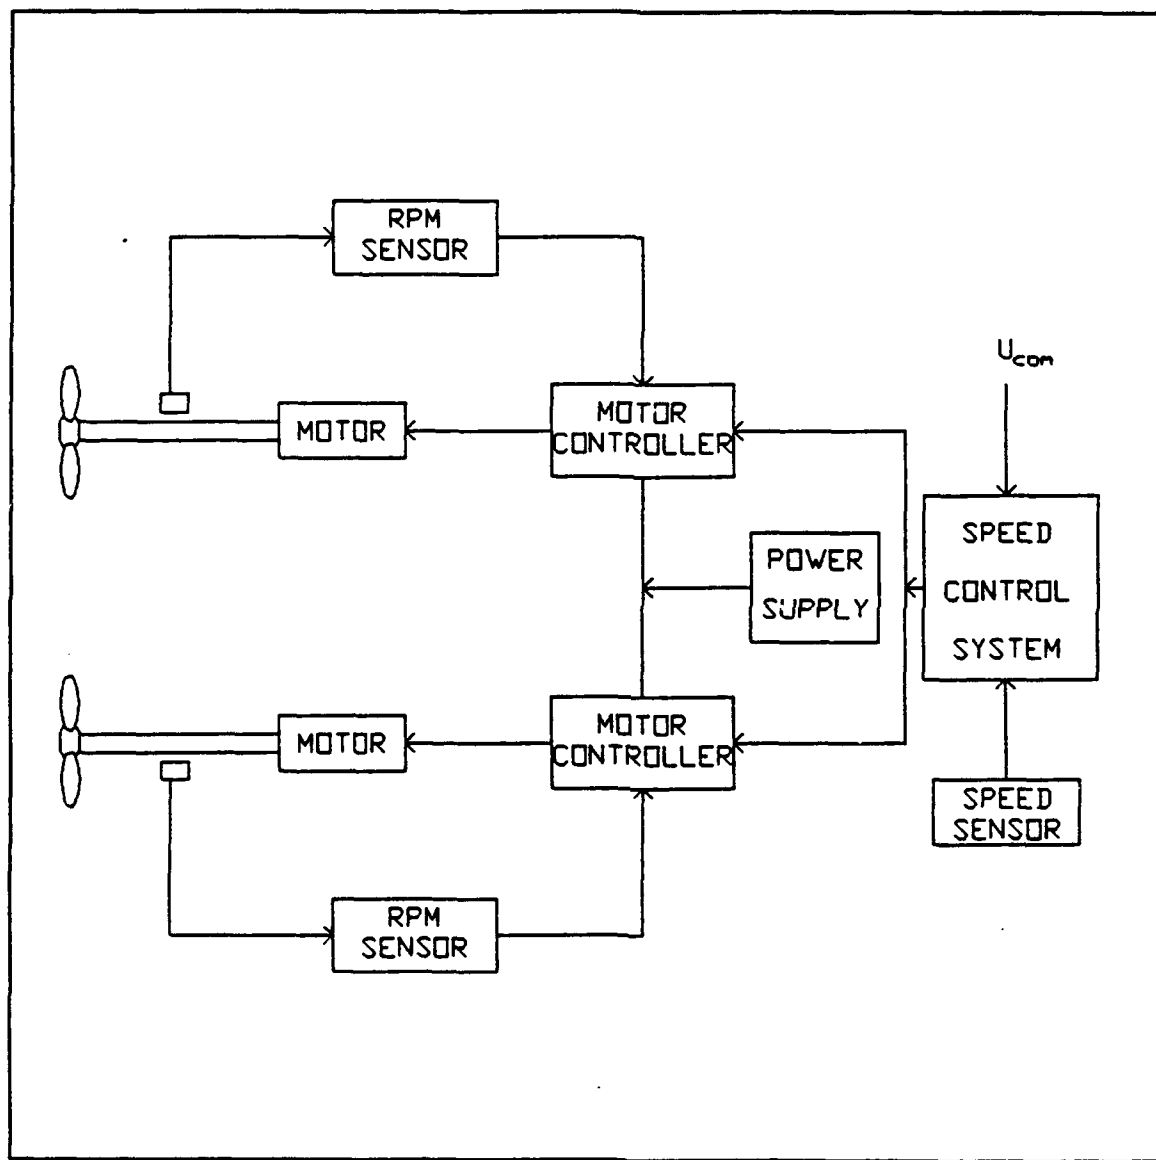 RPM
SENSOR
U_com
MOTOR
CONTROLLER
MOTOR
SPEED
CONTROL
SYSTEM
POWER
SUPPLY
MOTOR
CONTROLLER
MOTOR
SPEED
SENSOR
RPM
SENSOR